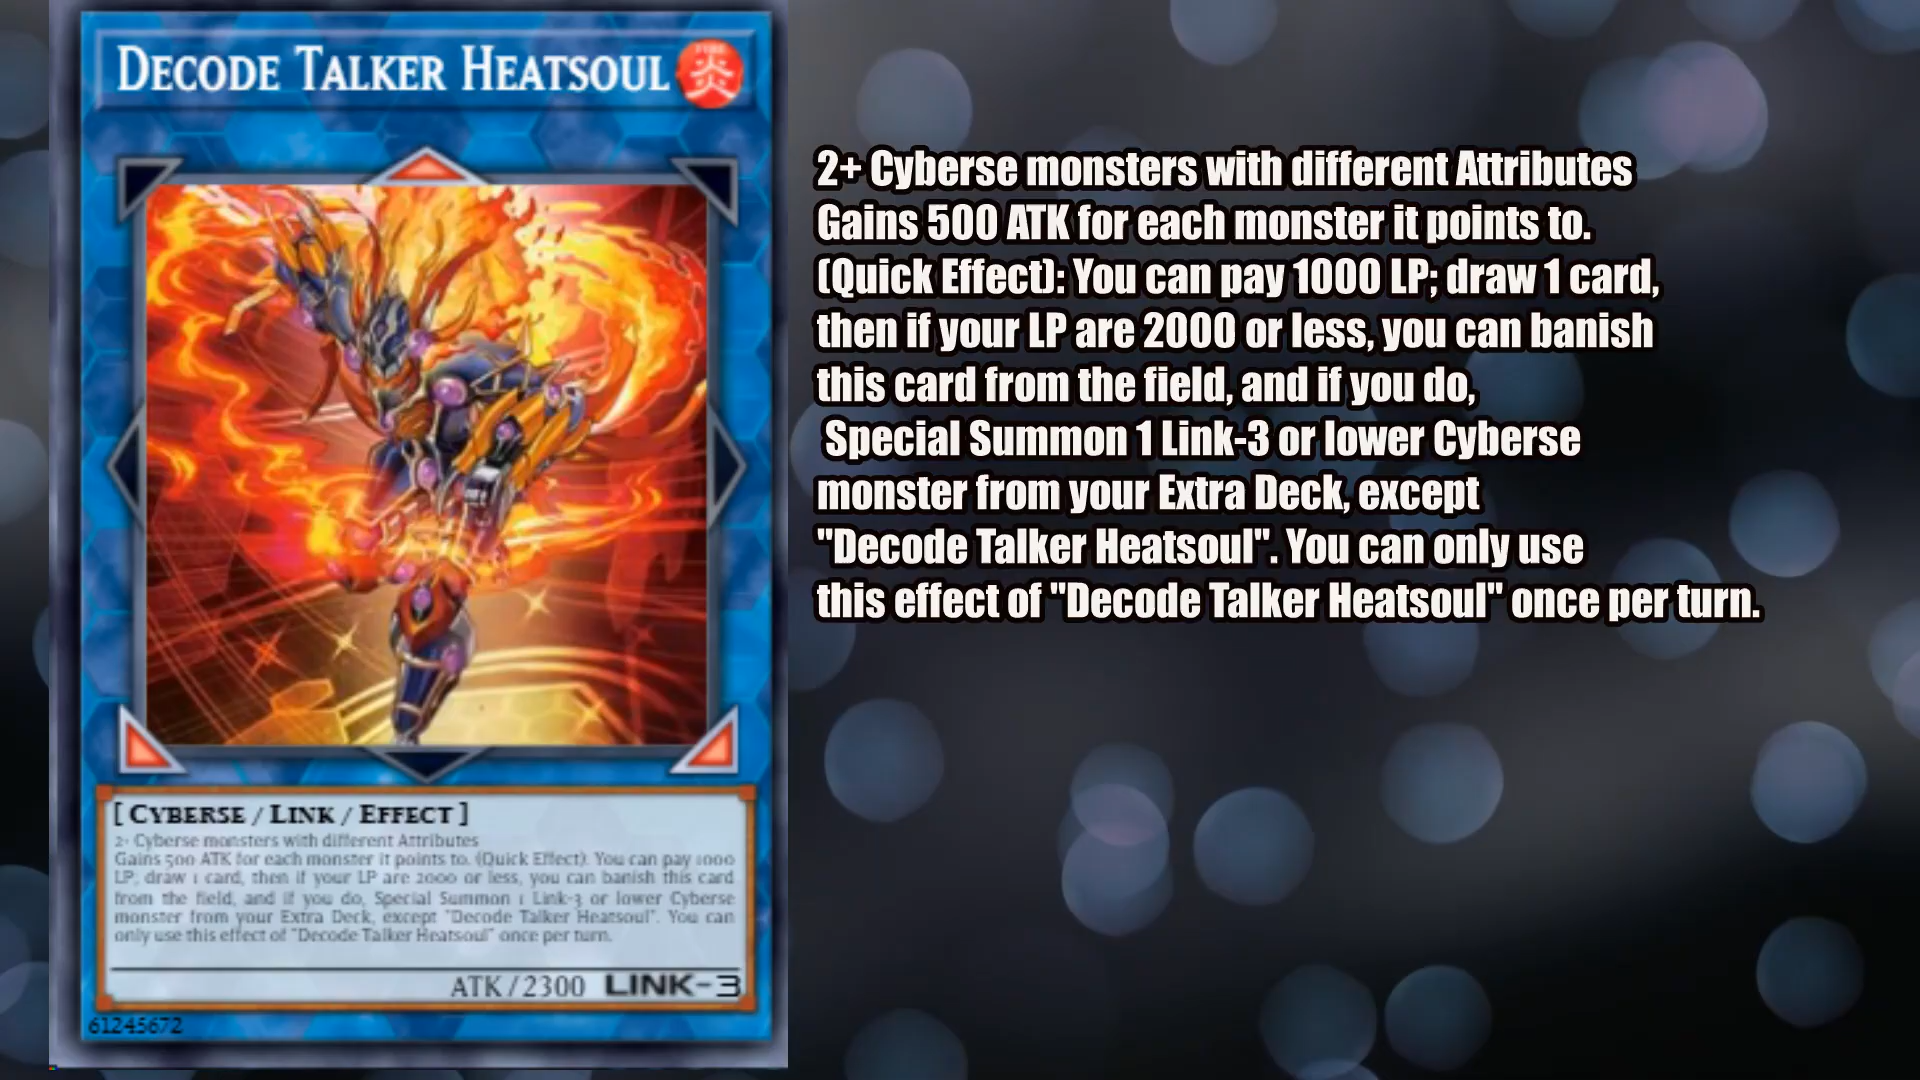 DECODE TALKER HEATSOUL
FIRE
炎
2+ Cyberse monsters with different Attributes
Gains 500 ATK for each monster it points to.
(Quick Effect): You can pay 1000 LP; draw 1 card,
then if your LP are 2000 or less, you can banish
this card from the field, and if you do,
Special Summon 1 Link-3 or lower Cyberse
monster from your Extra Deck, except
"Decode Talker Heatsoul". You can only use
this effect of "Decode Talker Heatsoul" once per turn.
[ CYBERSE / LINK / EFFECT ]
2+ Cyberse monsters with different Attributes
Gains 500 ATK for each monster it points to. (Quick Effect): You can pay 1000
LP; draw 1 card, then if your LP are 2000 or less, you can banish this card
from the field, and if you do, Special Summon 1 Link-3 or lower Cyberse
monster from your Extra Deck, except "Decode Talker Heatsoul". You can
only use this effect of "Decode Talker Heatsoul" once per turn.
ATK/2300 LINK-3
61245672